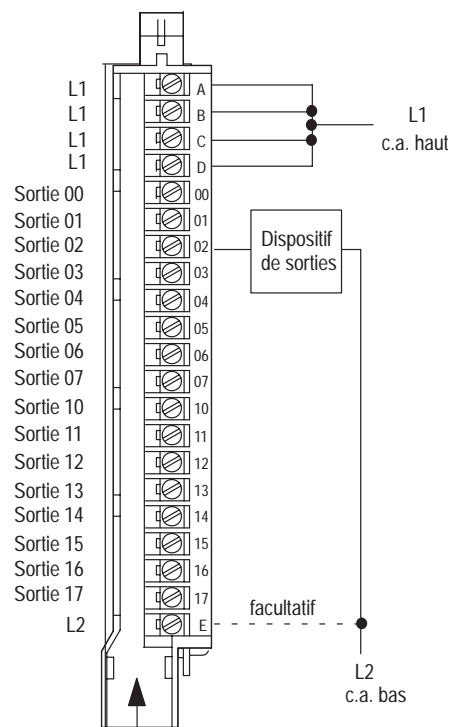 L1 A
L1 B
L1 C
L1 D
L1
c.a. haut
Sortie 00 00
Sortie 01 01
Sortie 02 02
Dispositif
de sorties
Sortie 03 03
Sortie 04 04
Sortie 05 05
Sortie 06 06
Sortie 07 07
Sortie 10 10
Sortie 11 11
Sortie 12 12
Sortie 13 13
Sortie 14 14
Sortie 15 15
Sortie 16 16
Sortie 17 17
L2 E facultatif
L2
c.a. bas